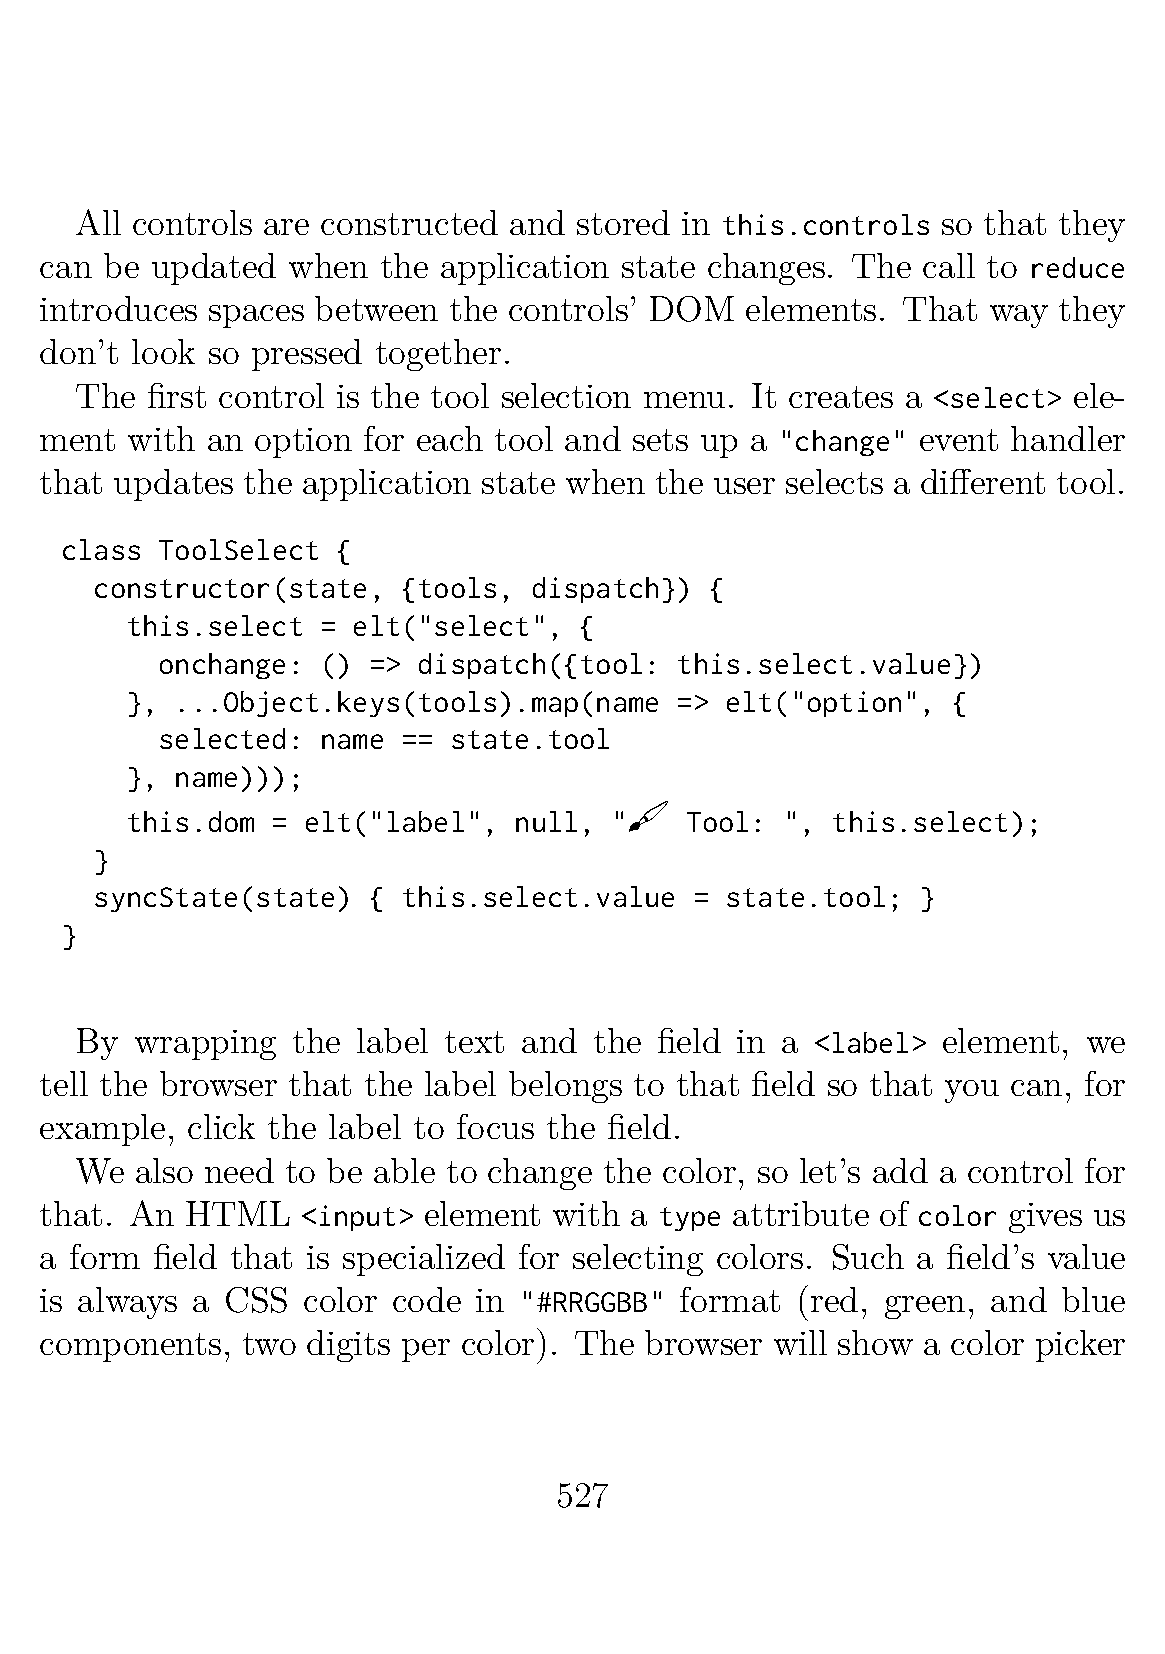 All controls are constructed and stored in this.controls so that they
can be updated when the application state changes. The call to reduce
introduces spaces between the controls’ DOM elements. That way they
don’t look so pressed together.
The first control is the tool selection menu. It creates a <select> ele-
ment with an option for each tool and sets up a "change" event handler
that updates the application state when the user selects a different tool.
class ToolSelect {
  constructor(state, {tools, dispatch}) {
    this.select = elt("select", {
      onchange: () => dispatch({tool: this.select.value})
    }, ...Object.keys(tools).map(name => elt("option", {
      selected: name == state.tool
    }, name)));
    this.dom = elt("label", null, "🖌 Tool: ", this.select);
  }
  syncState(state) { this.select.value = state.tool; }
}
By wrapping the label text and the field in a <label> element, we
tell the browser that the label belongs to that field so that you can, for
example, click the label to focus the field.
We also need to be able to change the color, so let’s add a control for
that. An HTML <input> element with a type attribute of color gives us
a form field that is specialized for selecting colors. Such a field’s value
is always a CSS color code in "#RRGGBB" format (red, green, and blue
components, two digits per color). The browser will show a color picker
527